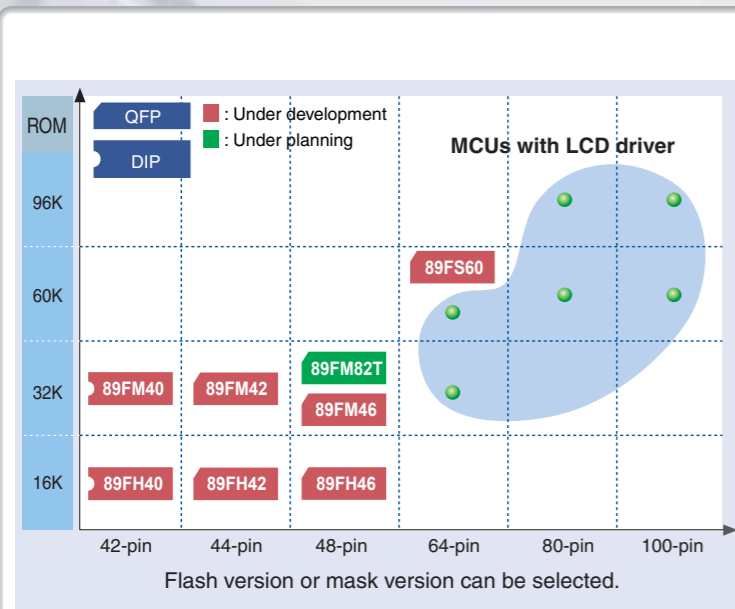 ROM
QFP
DIP
: Under development
: Under planning
MCUs with LCD driver
96K
89FS60
60K
89FM82T
32K
89FM40
89FM42
89FM46
16K
89FH40
89FH42
89FH46
42-pin
44-pin
48-pin
64-pin
80-pin
100-pin
Flash version or mask version can be selected.